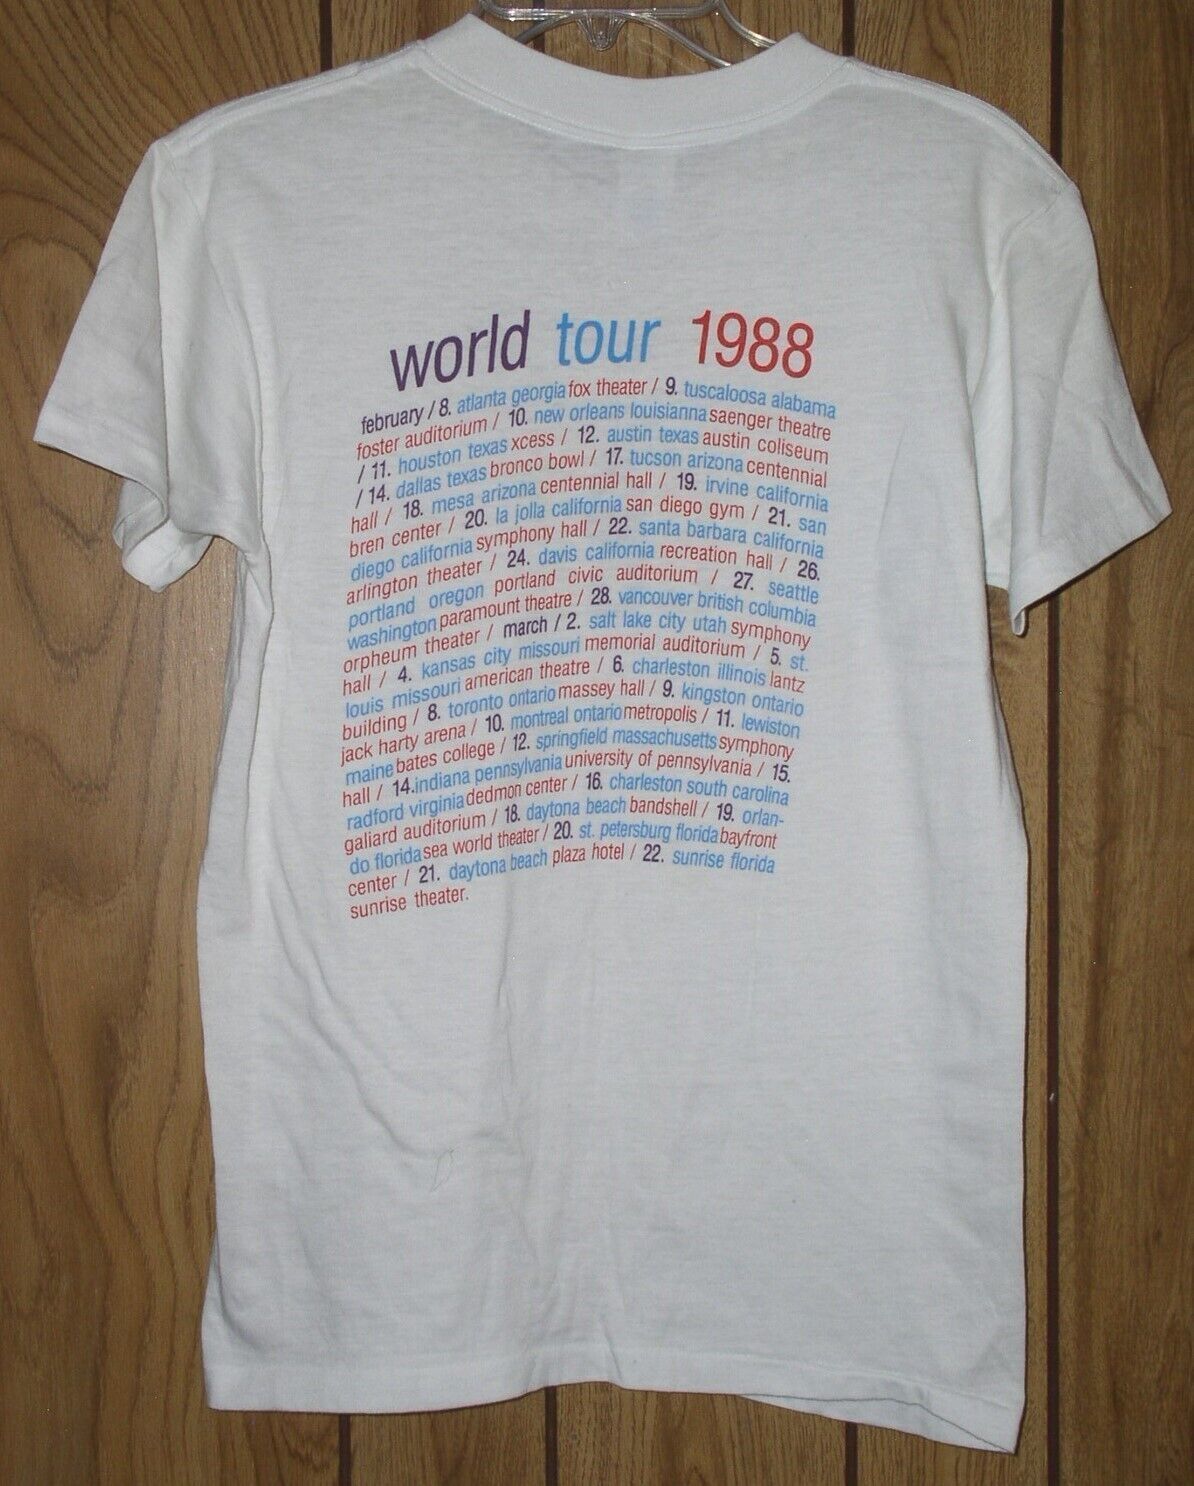 world tour 1988
february / 8. atlanta georgia fox theater / 9. tuscaloosa alabama
foster auditorium / 10. new orleans louisianna saenger theatre
/ 11. houston texas xcess / 12. austin texas austin coliseum
/ 14. dallas texas bronco bowl / 17. tucson arizona centennial
hall / 18. mesa arizona centennial hall / 19. irvine california
bren center / 20. la jolla california san diego gym / 21. san
diego california symphony hall / 22. santa barbara california
arlington theater / 24. davis california recreation hall / 26.
portland oregon portland civic auditorium / 27. seattle
washington paramount theatre / 28. vancouver british columbia
orpheum theater / march / 2. salt lake city utah symphony
hall / 4. kansas city missouri memorial auditorium / 5. st.
louis missouri american theatre / 6. charleston illinois lantz
building / 8. toronto ontario massey hall / 9. kingston ontario
jack harty arena / 10. montreal ontario metropolis / 11. lewiston
maine bates college / 12. springfield massachusetts symphony
hall / 14. indiana pennsylvania university of pennsylvania / 15.
radford virginia dedmon center / 16. charleston south carolina
galiard auditorium / 18. daytona beach bandshell / 19. orlan-
do florida sea world theater / 20. st. petersburg florida bayfront
center / 21. daytona beach plaza hotel / 22. sunrise florida
sunrise theater.